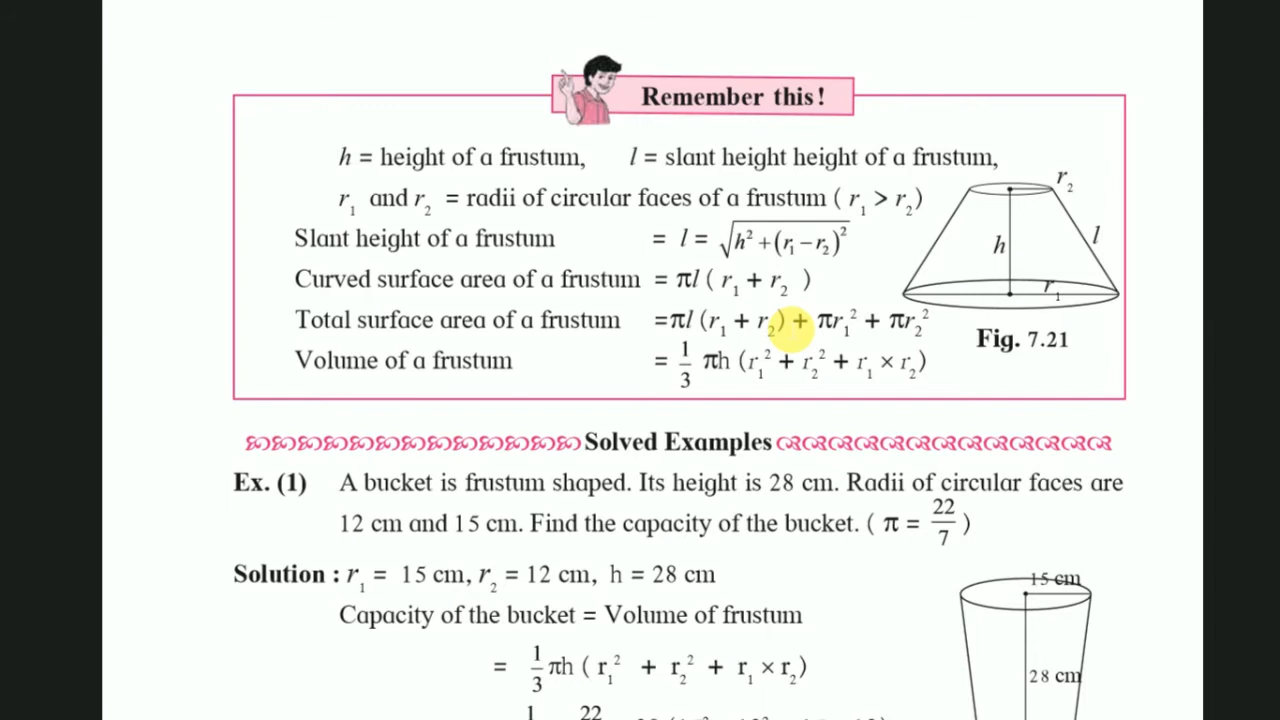 Remember this!
h = height of a frustum, l = slant height height of a frustum,
r₁ and r₂ = radii of circular faces of a frustum ( r₁ > r₂)
Slant height of a frustum = l = √(h² + (r₁ − r₂)²)
Curved surface area of a frustum = πl ( r₁ + r₂ )
Total surface area of a frustum =πl (r₁ + r₂) + πr₁² + πr₂²
Volume of a frustum = 1/3 πh (r₁² + r₂² + r₁ × r₂)
r₂
h
l
r₁
Fig. 7.21
Solved Examples
Ex. (1) A bucket is frustum shaped. Its height is 28 cm. Radii of circular faces are
12 cm and 15 cm. Find the capacity of the bucket. ( π = 22/7 )
Solution : r₁ = 15 cm, r₂ = 12 cm, h = 28 cm
Capacity of the bucket = Volume of frustum
= 1/3 πh ( r₁² + r₂² + r₁ × r₂)
1 22
15 cm
28 cm